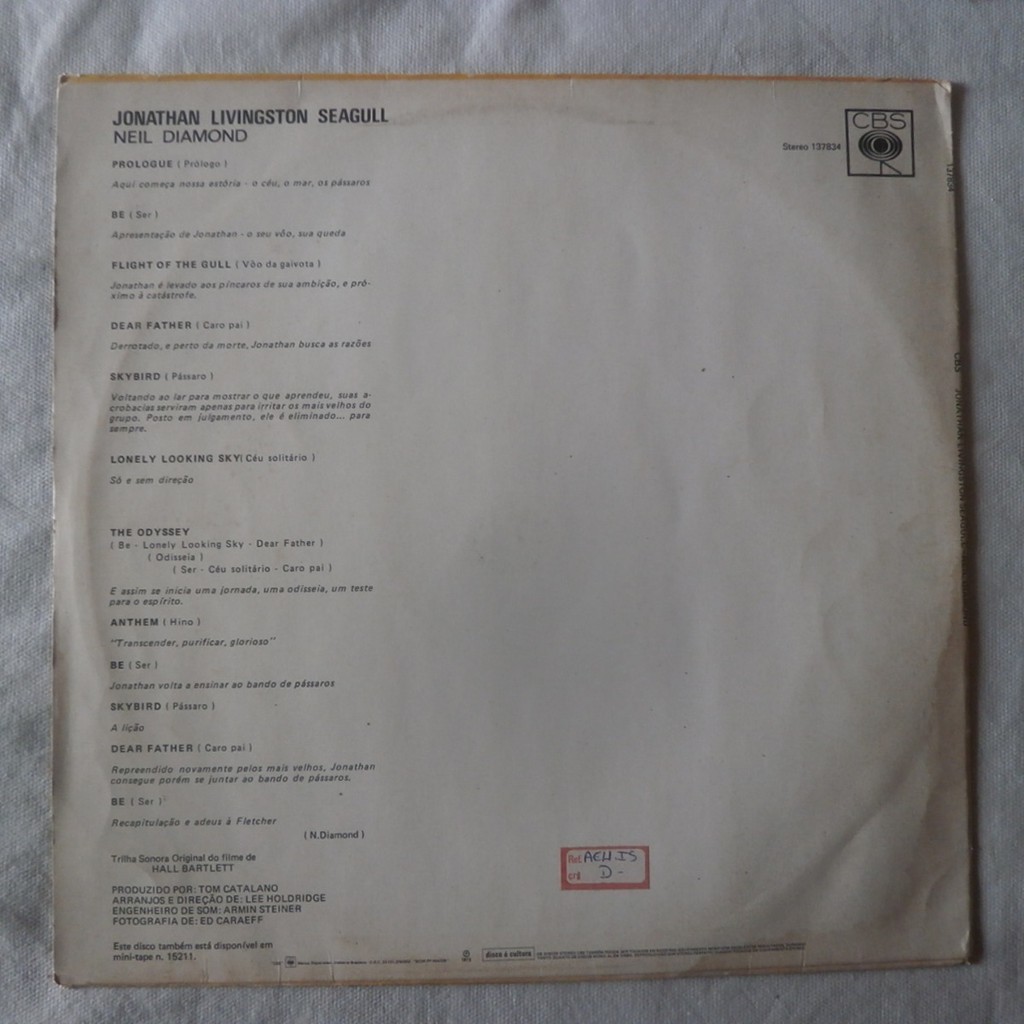 JONATHAN LIVINGSTON SEAGULL
NEIL DIAMOND
Stereo 137834
CBS
PROLOGUE ( Prólogo )
Aqui começa nossa estória - o céu, o mar, os pássaros
BE ( Ser )
Apresentação de Jonathan - o seu vôo, sua queda
FLIGHT OF THE GULL ( Vôo da gaivota )
Jonathan é levado aos píncaros de sua ambição, e pró-
ximo à catástrofe.
DEAR FATHER ( Caro pai )
Derrotado, e perto da morte, Jonathan busca as razões
SKYBIRD ( Pássaro )
Voltando ao lar para mostrar o que aprendeu, suas a-
crobacias serviram apenas para irritar os mais velhos do
grupo. Posto em julgamento, ele é eliminado... para
sempre.
LONELY LOOKING SKY( Céu solitário )
Só e sem direção
THE ODYSSEY
( Be - Lonely Looking Sky - Dear Father )
( Odisseia )
( Ser - Céu solitário - Caro pai )
E assim se inicia uma jornada, uma odisseia, um teste
para o espírito.
ANTHEM ( Hino )
"Transcender, purificar, glorioso"
BE ( Ser )
Jonathan volta a ensinar ao bando de pássaros
SKYBIRD ( Pássaro )
A lição
DEAR FATHER ( Caro pai )
Repreendido novamente pelos mais velhos, Jonathan
consegue porém se juntar ao bando de pássaros.
BE ( Ser )
Recapitulação e adeus à Fletcher
( N.Diamond )
Trilha Sonora Original do filme de
HALL BARTLETT
PRODUZIDO POR: TOM CATALANO
ARRANJOS E DIREÇÃO DE: LEE HOLDRIDGE
ENGENHEIRO DE SOM: ARMIN STEINER
FOTOGRAFIA DE: ED CARAEFF
Este disco também está disponível em
mini-tape n. 15211.
Ref. AEH.IS
cr$ D-
disco é cultura
137834
CBS JONATHAN LIVINGSTON